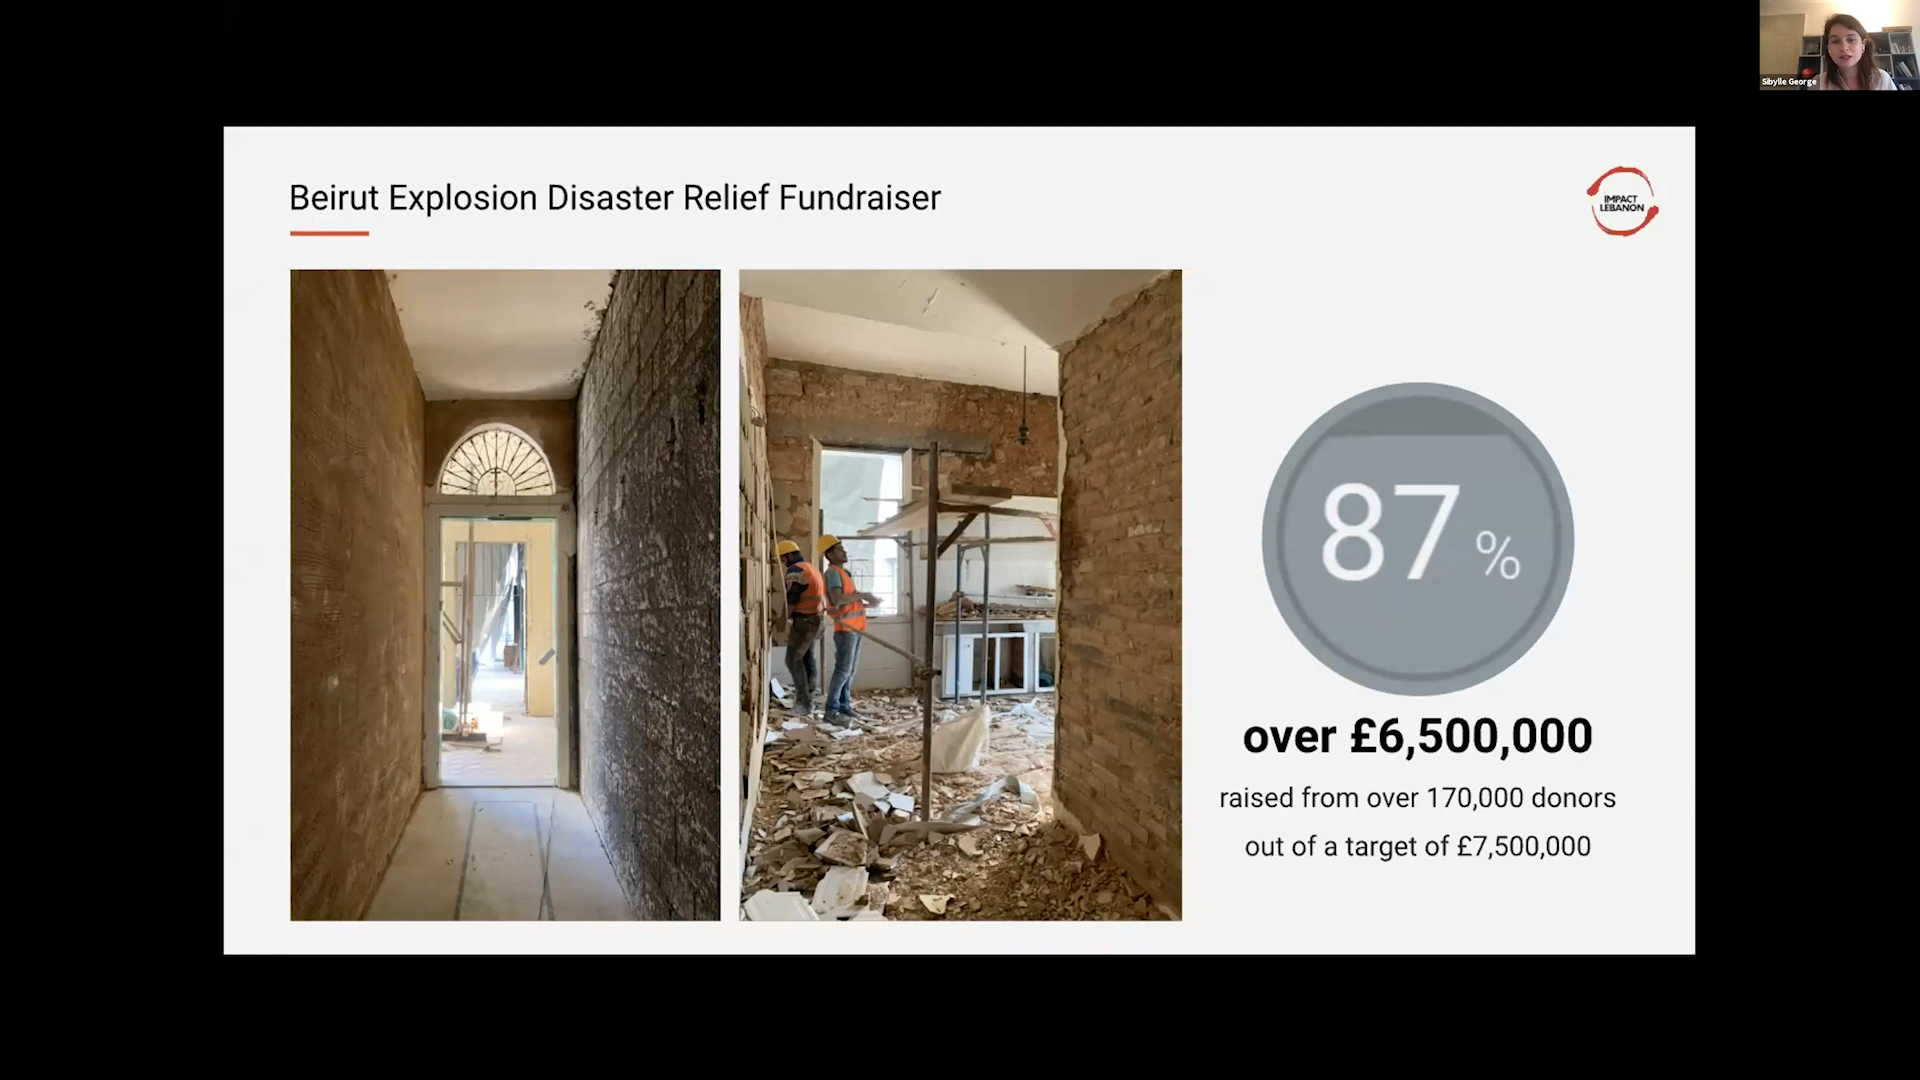 Sibylle George
Beirut Explosion Disaster Relief Fundraiser
IMPACT
LEBANON
87 %
over £6,500,000
raised from over 170,000 donors
out of a target of £7,500,000